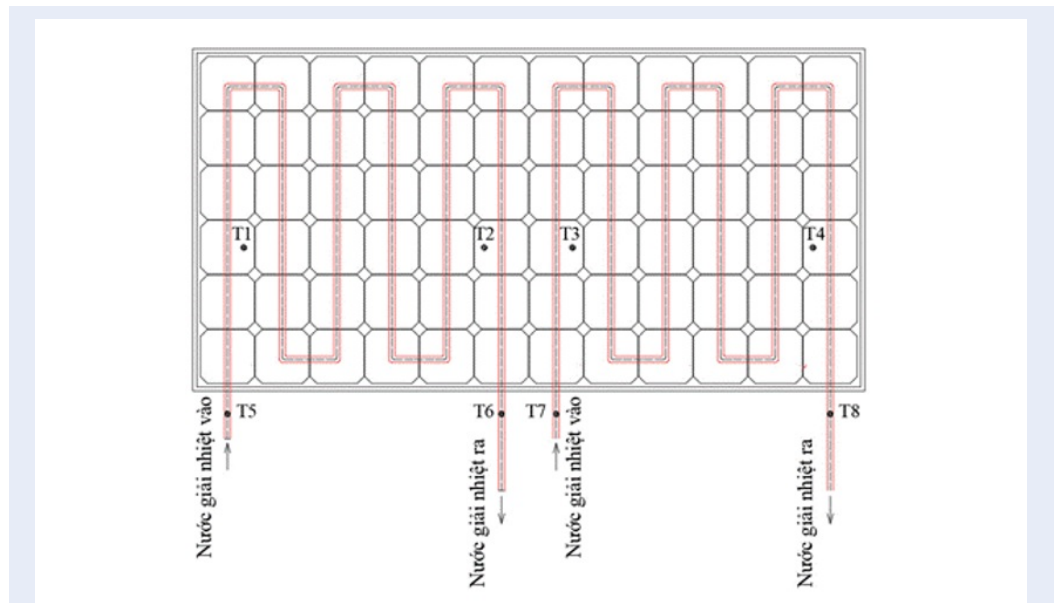 T1
T2
T3
T4
T5
T6
T7
T8
Nước giải nhiệt vào
Nước giải nhiệt ra
Nước giải nhiệt vào
Nước giải nhiệt ra